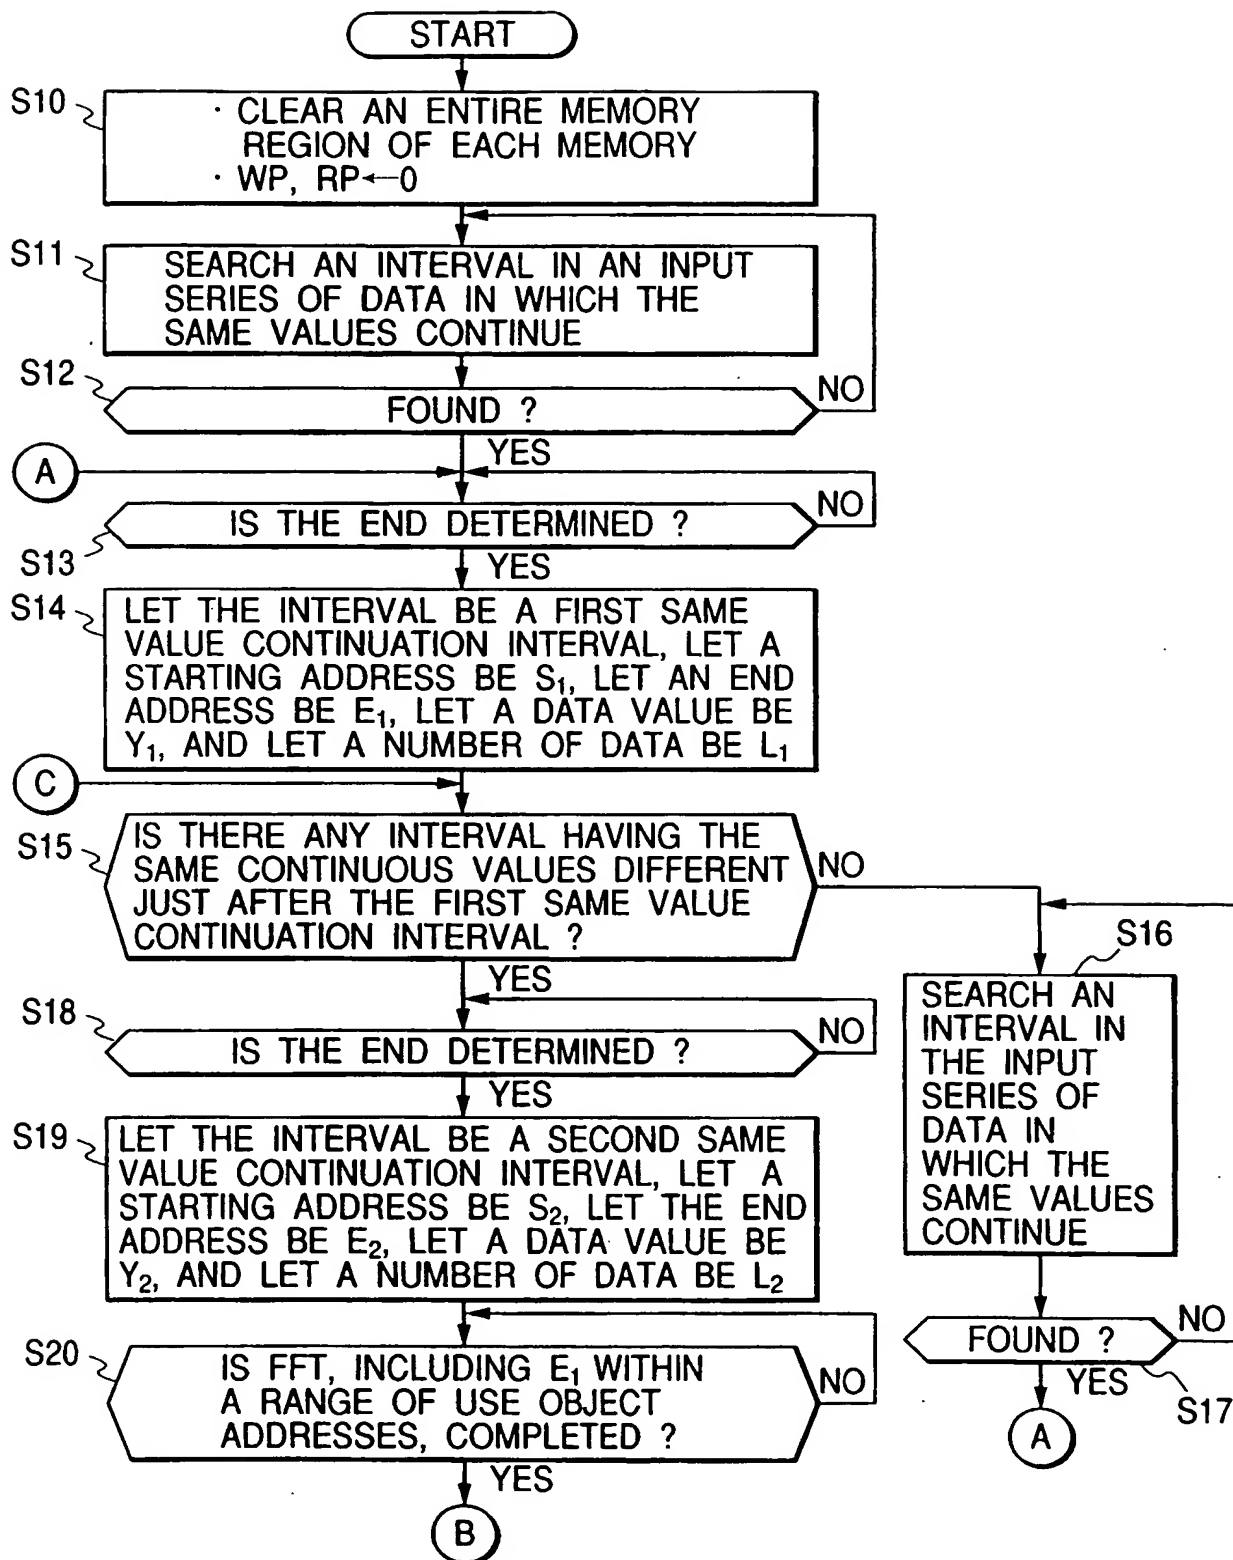 START
S10
· CLEAR AN ENTIRE MEMORY
REGION OF EACH MEMORY
· WP, RP←0
S11
SEARCH AN INTERVAL IN AN INPUT
SERIES OF DATA IN WHICH THE
SAME VALUES CONTINUE
S12
FOUND ?
NO
YES
A
IS THE END DETERMINED ?
NO
S13
YES
S14
LET THE INTERVAL BE A FIRST SAME
VALUE CONTINUATION INTERVAL, LET A
STARTING ADDRESS BE S₁, LET AN END
ADDRESS BE E₁, LET A DATA VALUE BE
Y₁, AND LET A NUMBER OF DATA BE L₁
C
S15
IS THERE ANY INTERVAL HAVING THE
SAME CONTINUOUS VALUES DIFFERENT
JUST AFTER THE FIRST SAME VALUE
CONTINUATION INTERVAL ?
NO
YES
S16
SEARCH AN
INTERVAL IN
THE INPUT
SERIES OF
DATA IN
WHICH THE
SAME VALUES
CONTINUE
S18
IS THE END DETERMINED ?
NO
YES
S19
LET THE INTERVAL BE A SECOND SAME
VALUE CONTINUATION INTERVAL, LET A
STARTING ADDRESS BE S₂, LET THE END
ADDRESS BE E₂, LET A DATA VALUE BE
Y₂, AND LET A NUMBER OF DATA BE L₂
FOUND ?
NO
YES
S17
A
S20
IS FFT, INCLUDING E₁ WITHIN
A RANGE OF USE OBJECT
ADDRESSES, COMPLETED ?
NO
YES
B